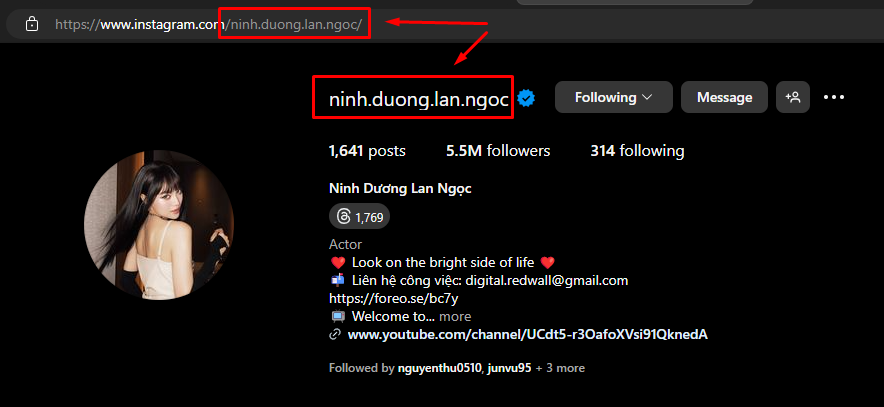 https://www.instagram.com/ninh.duong.lan.ngoc/
ninh.duong.lan.ngoc Following Message
1,641 posts 5.5M followers 314 following
Ninh Dương Lan Ngọc
1,769
Actor
❤️ Look on the bright side of life ❤️
📬 Liên hệ công việc: digital.redwall@gmail.com
https://foreo.se/bc7y
📺 Welcome to... more
www.youtube.com/channel/UCdt5-r3OafoXVsi91QknedA
Followed by nguyenthu0510, junvu95 + 3 more